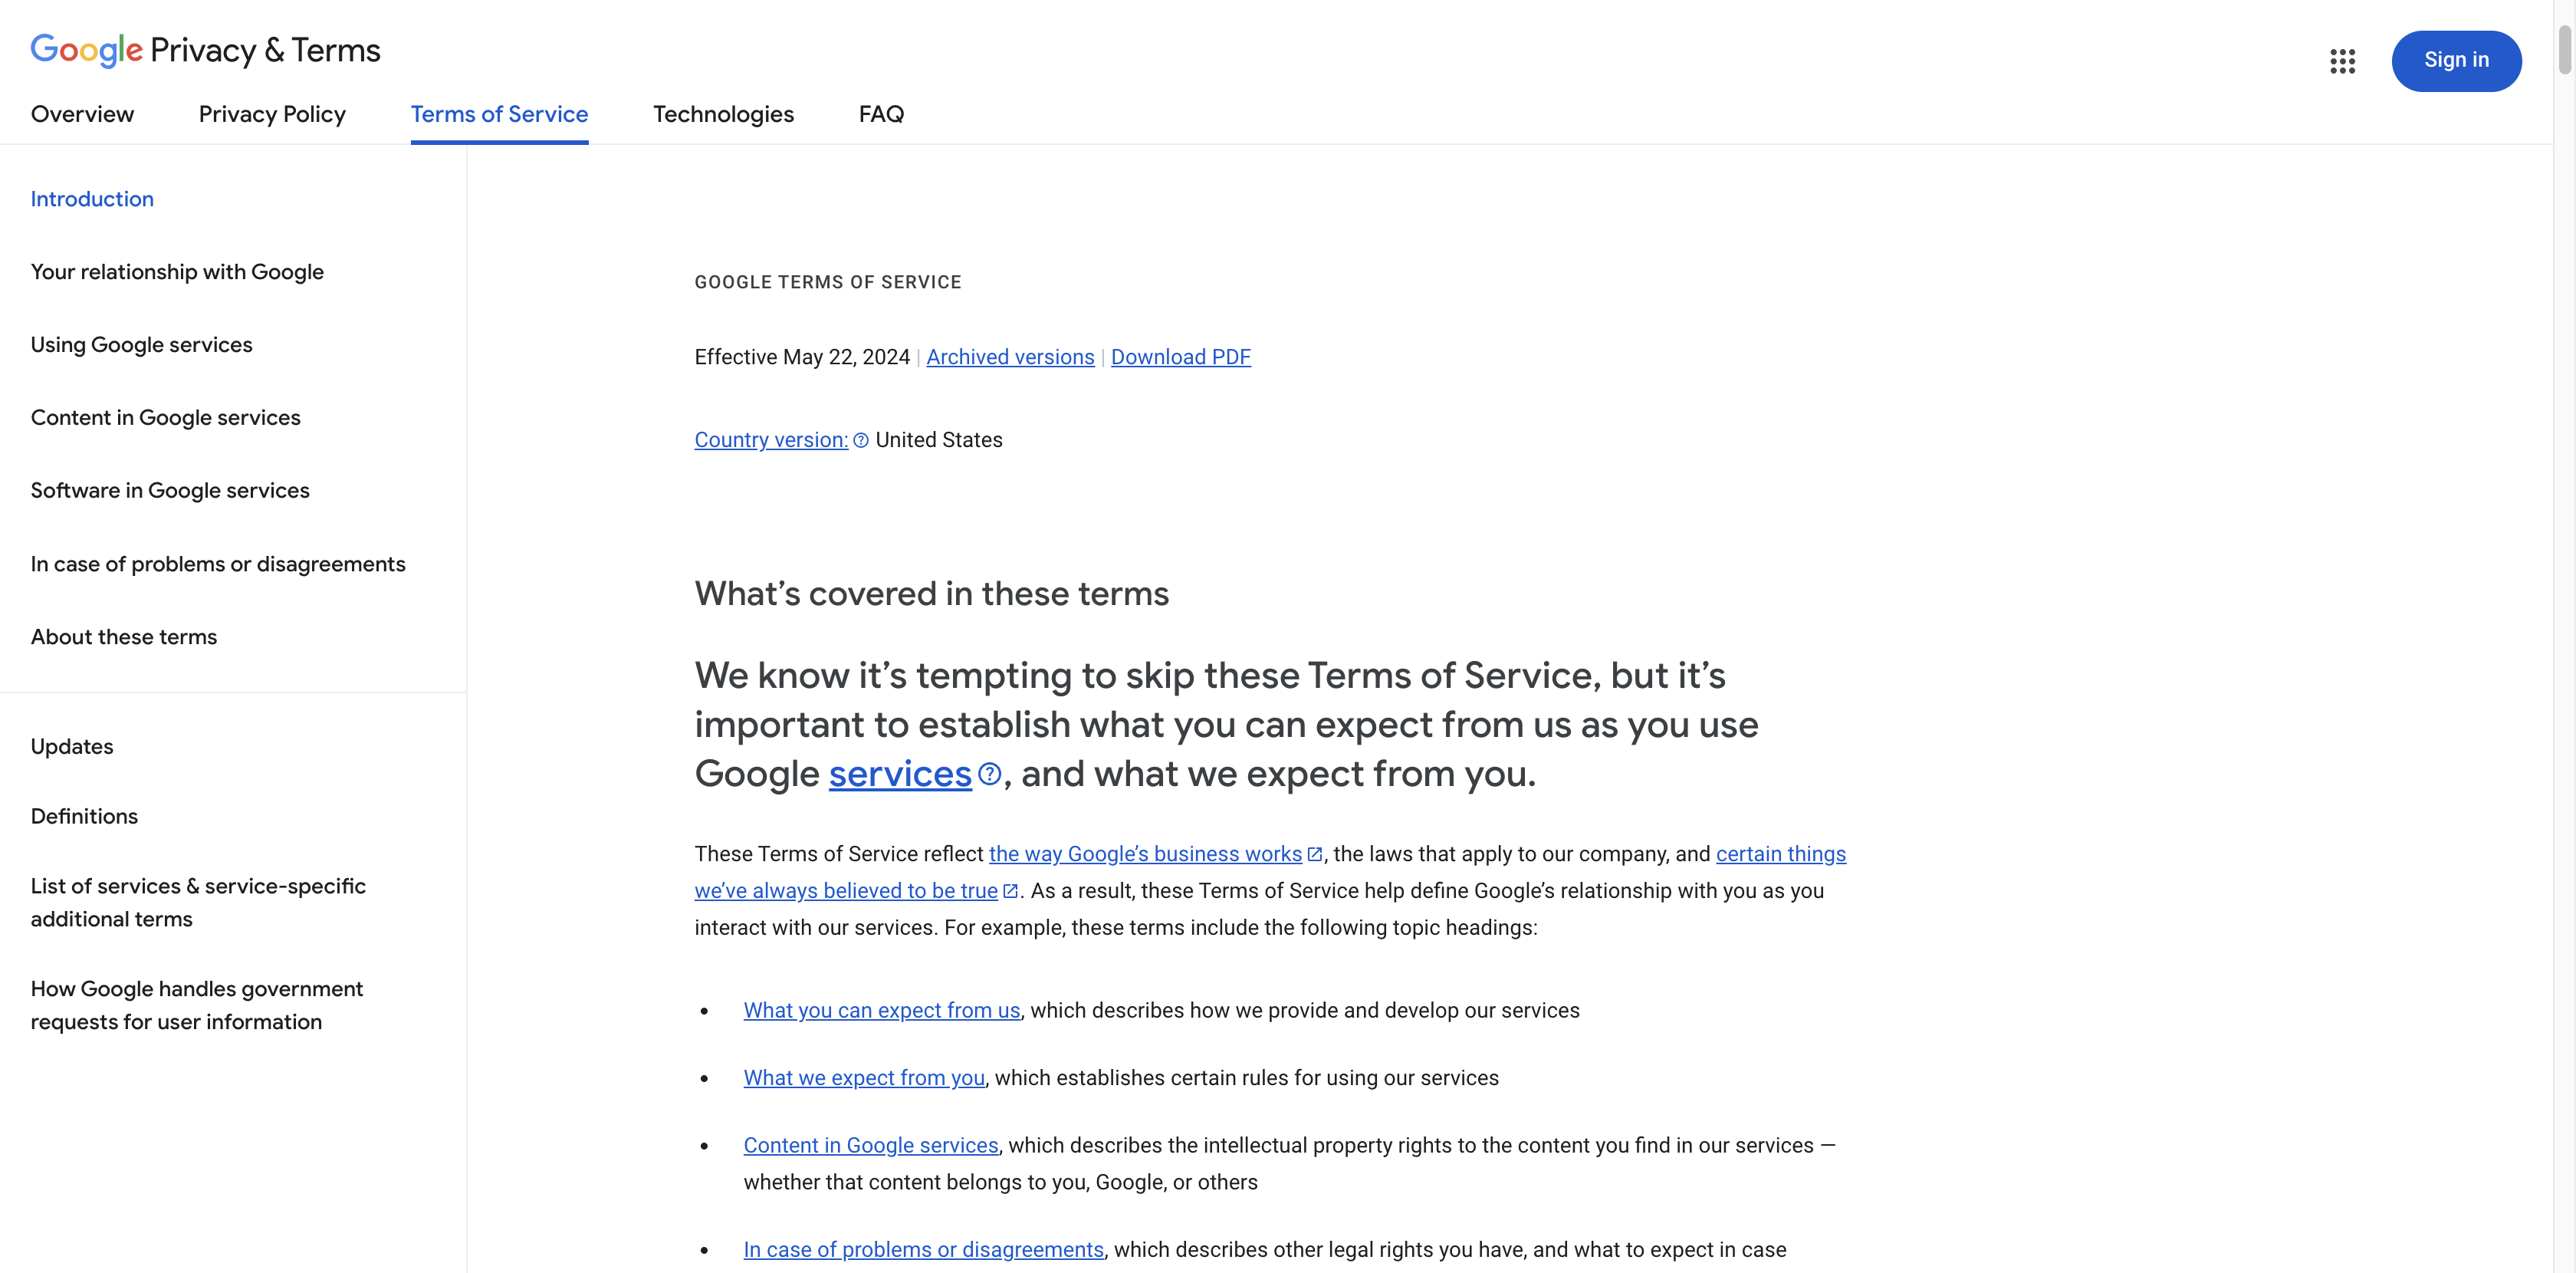 Google Privacy & Terms
Sign in
Overview
Privacy Policy
Terms of Service
Technologies
FAQ
Introduction
Your relationship with Google
Using Google services
Content in Google services
Software in Google services
In case of problems or disagreements
About these terms
Updates
Definitions
List of services & service-specific
additional terms
How Google handles government
requests for user information
GOOGLE TERMS OF SERVICE
Effective May 22, 2024 | Archived versions | Download PDF
Country version: United States
What’s covered in these terms
We know it’s tempting to skip these Terms of Service, but it’s
important to establish what you can expect from us as you use
Google services, and what we expect from you.
These Terms of Service reflect the way Google’s business works, the laws that apply to our company, and certain things
we’ve always believed to be true. As a result, these Terms of Service help define Google’s relationship with you as you
interact with our services. For example, these terms include the following topic headings:
• What you can expect from us, which describes how we provide and develop our services
• What we expect from you, which establishes certain rules for using our services
• Content in Google services, which describes the intellectual property rights to the content you find in our services —
whether that content belongs to you, Google, or others
• In case of problems or disagreements, which describes other legal rights you have, and what to expect in case